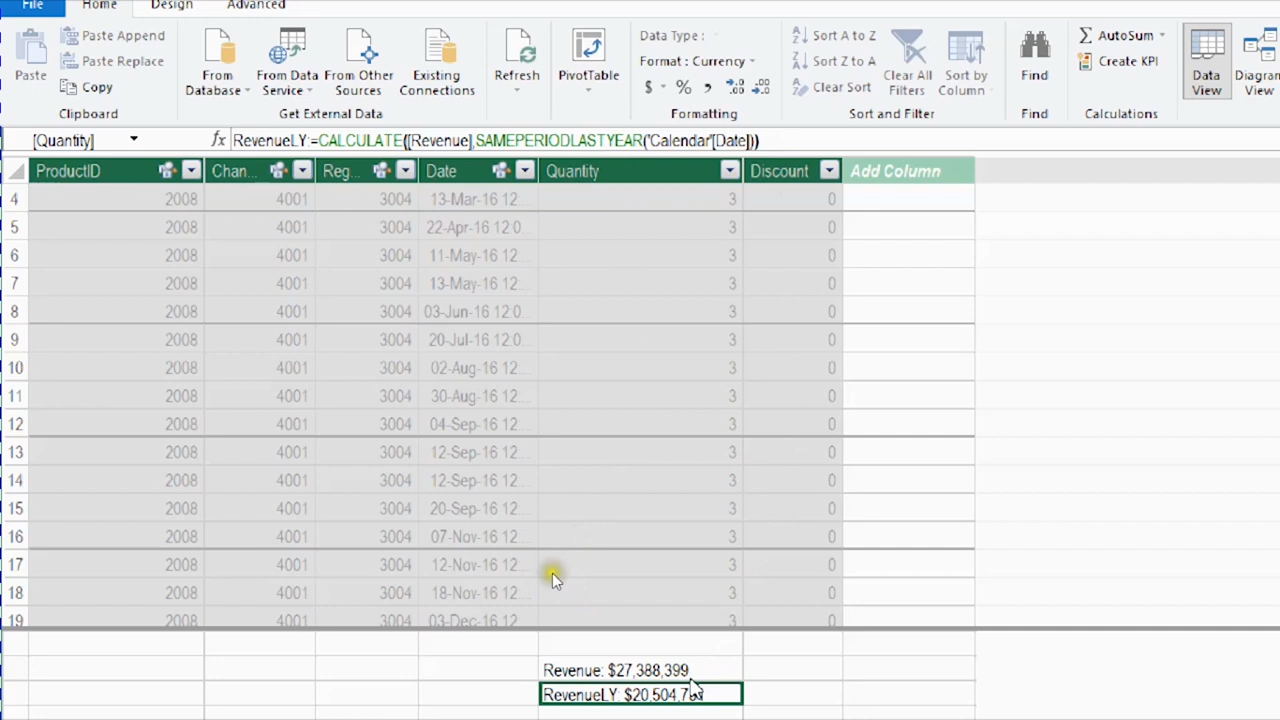 File Home Design Advanced
Paste
Paste Append
Paste Replace
Copy
Clipboard
From Database
From Data Service
From Other Sources
Existing Connections
Get External Data
Refresh
PivotTable
Data Type :
Format : Currency
$ % ,
Formatting
Sort A to Z
Sort Z to A
Clear Sort
Clear All Filters
Sort by Column
Sort and Filter
Find
Find
AutoSum
Create KPI
Calculations
Data View
Diagram
[Quantity] fx RevenueLY:=CALCULATE([Revenue],SAMEPERIODLASTYEAR('Calendar'[Date]))
ProductID Chan... Reg... Date Quantity Discount Add Column
4 2008 4001 3004 13-Mar-16 12... 3 0
5 2008 4001 3004 22-Apr-16 12:0... 3 0
6 2008 4001 3004 11-May-16 12... 3 0
7 2008 4001 3004 13-May-16 12... 3 0
8 2008 4001 3004 03-Jun-16 12:0... 3 0
9 2008 4001 3004 20-Jul-16 12:0... 3 0
10 2008 4001 3004 02-Aug-16 12... 3 0
11 2008 4001 3004 30-Aug-16 12... 3 0
12 2008 4001 3004 04-Sep-16 12... 3 0
13 2008 4001 3004 12-Sep-16 12... 3 0
14 2008 4001 3004 12-Sep-16 12... 3 0
15 2008 4001 3004 20-Sep-16 12... 3 0
16 2008 4001 3004 07-Nov-16 12... 3 0
17 2008 4001 3004 12-Nov-16 12... 3 0
18 2008 4001 3004 18-Nov-16 12... 3 0
19 2008 4001 3004 03-Dec-16 12... 3 0
Revenue: $27,388,399
RevenueLY: